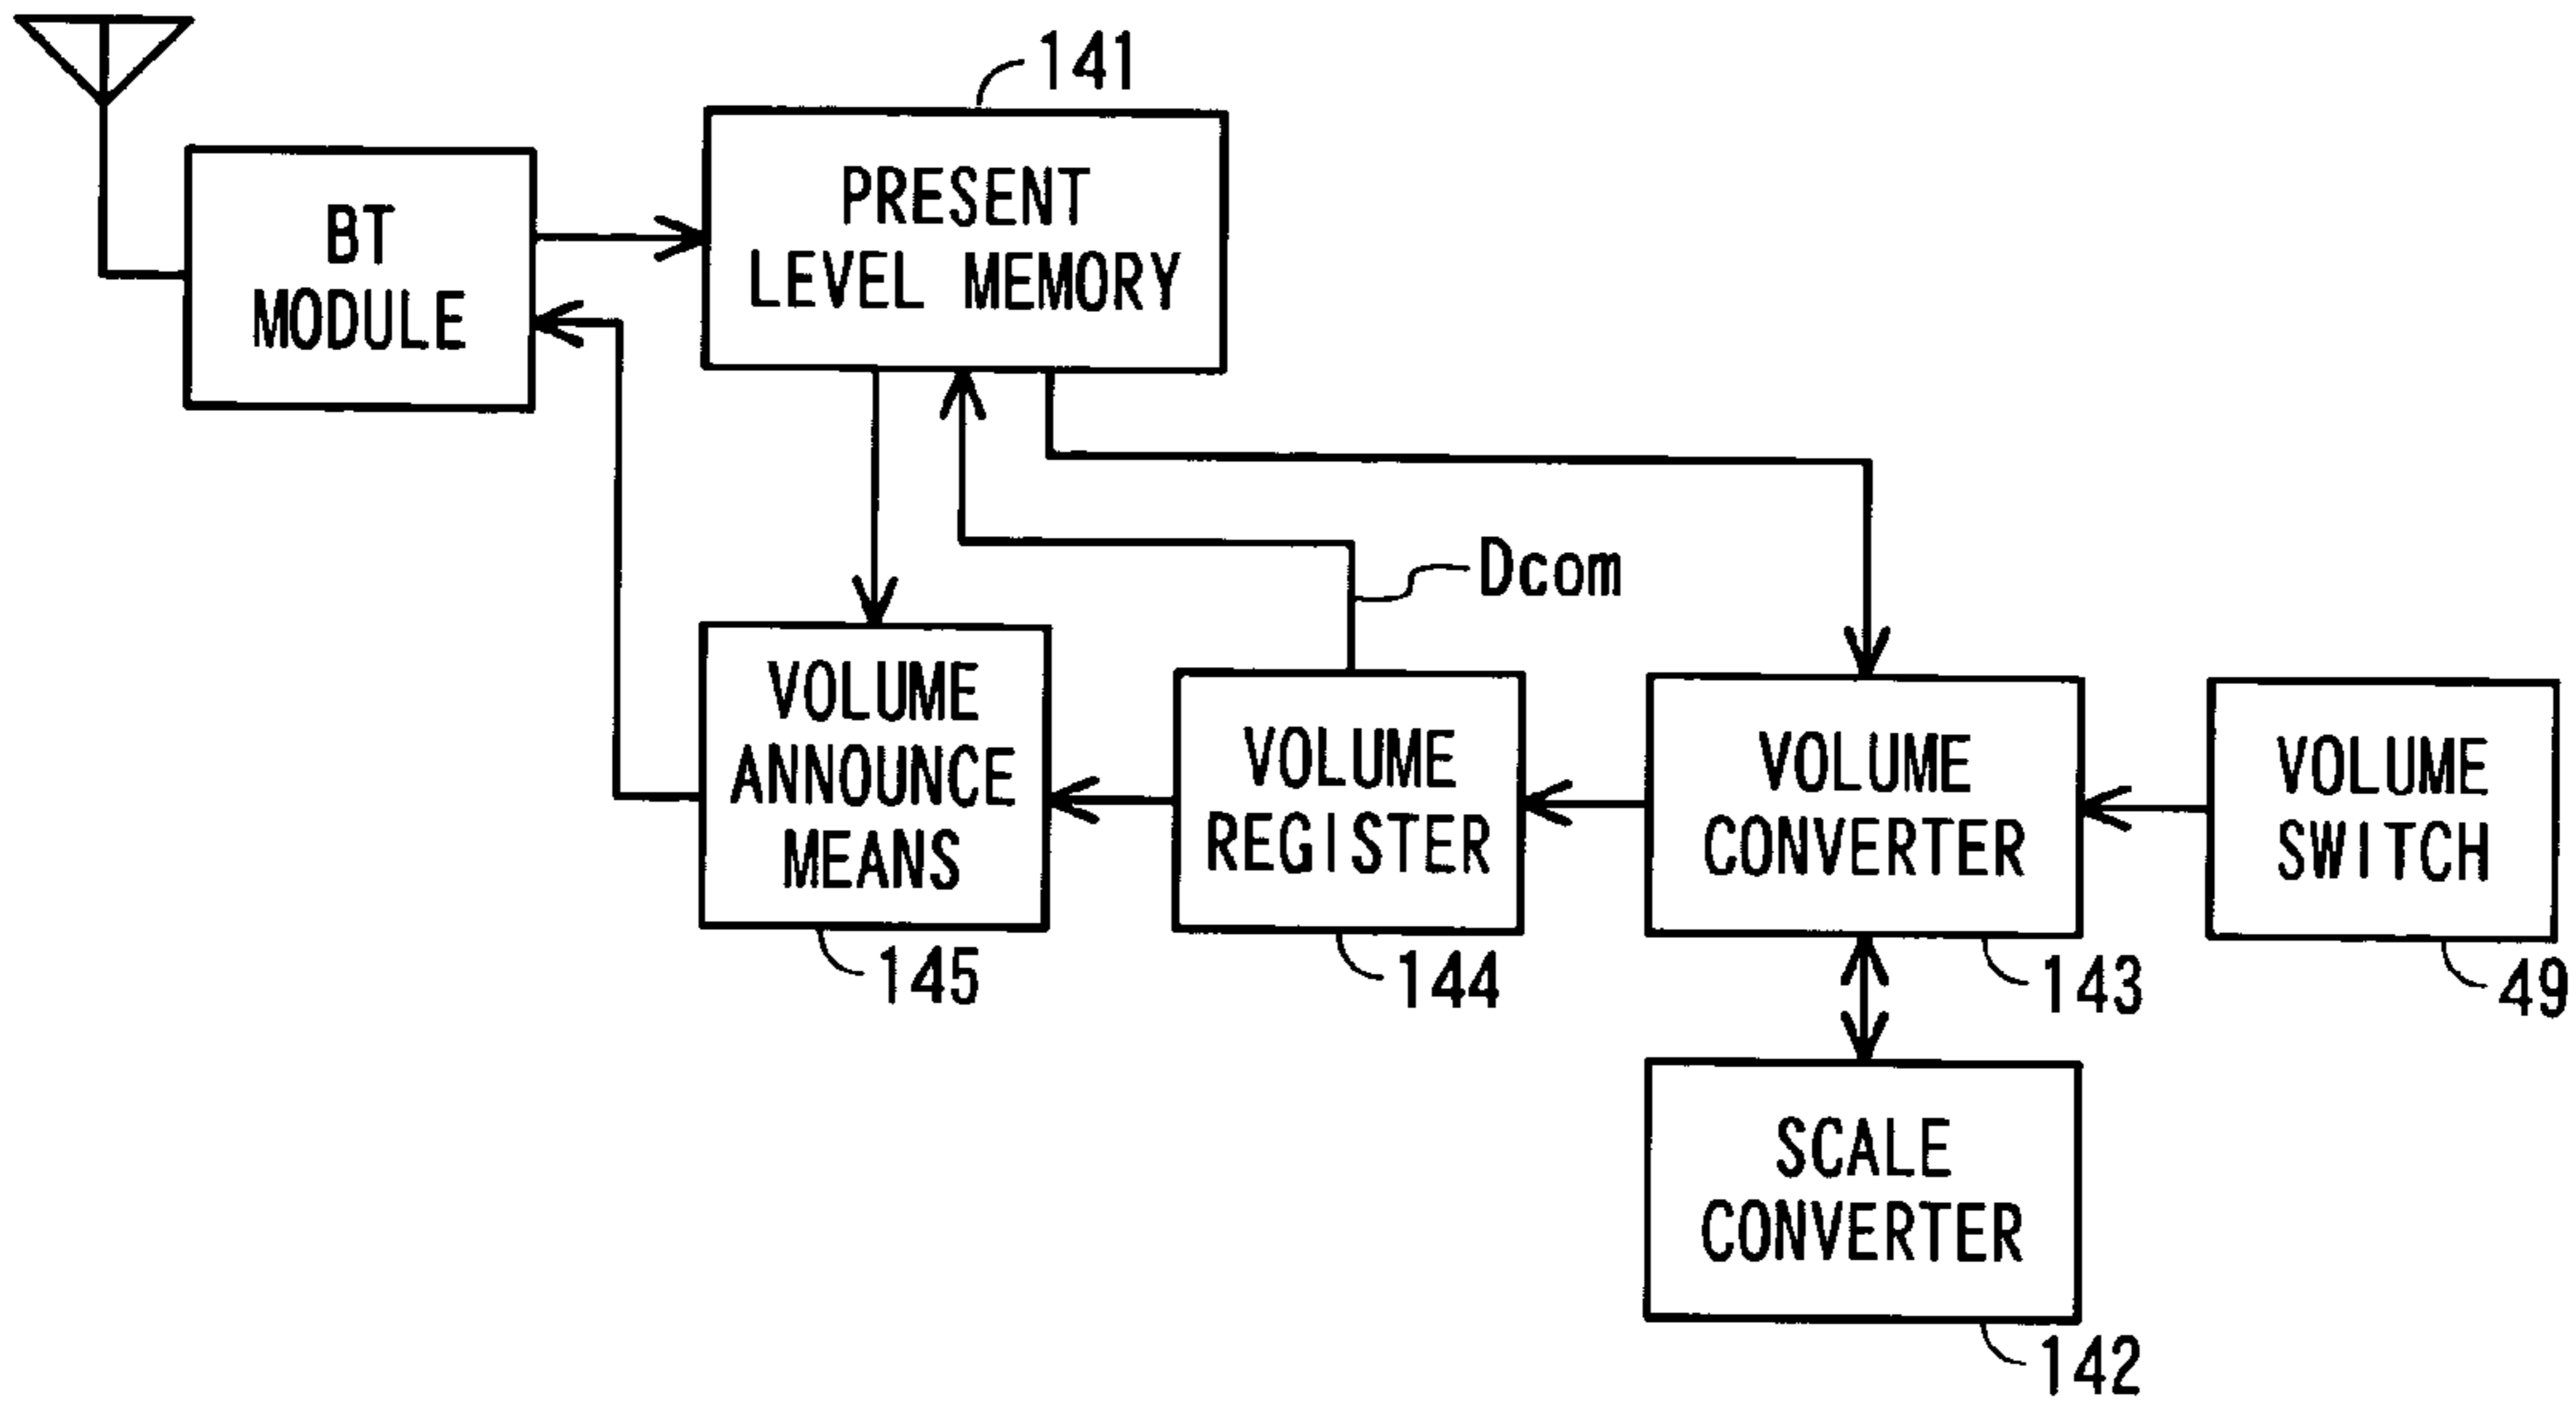 141
PRESENT
LEVEL MEMORY
BT
MODULE
Dcom
VOLUME
ANNOUNCE
MEANS
145
VOLUME
REGISTER
144
VOLUME
CONVERTER
143
VOLUME
SWITCH
49
SCALE
CONVERTER
142